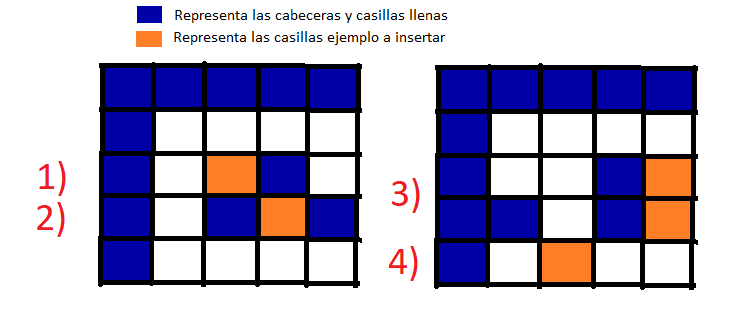 Representa las cabeceras y casillas llenas
Representa las casillas ejemplo a insertar
1)
2)
3)
4)